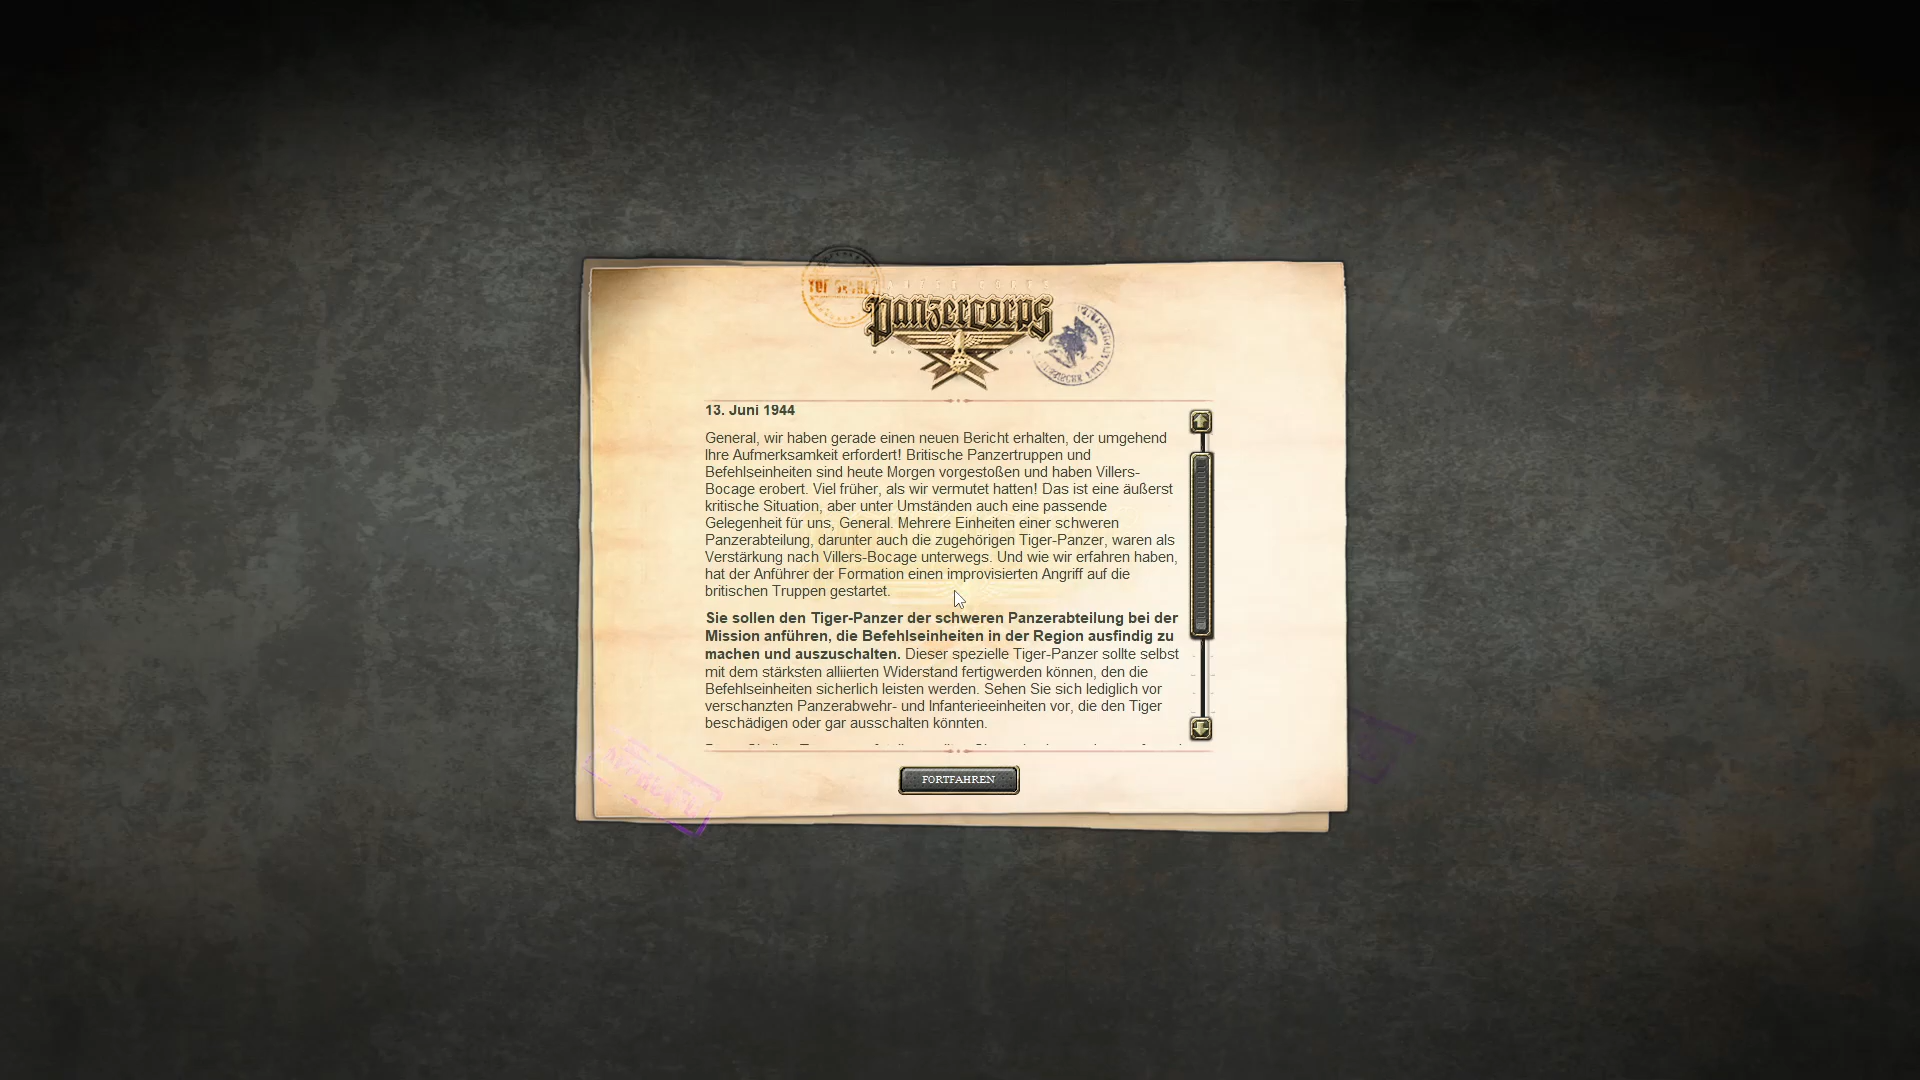 TOP SECRET
panzercorps
13. Juni 1944
General, wir haben gerade einen neuen Bericht erhalten, der umgehend
Ihre Aufmerksamkeit erfordert! Britische Panzertruppen und
Befehlseinheiten sind heute Morgen vorgestoßen und haben Villers-
Bocage erobert. Viel früher, als wir vermutet hatten! Das ist eine äußerst
kritische Situation, aber unter Umständen auch eine passende
Gelegenheit für uns, General. Mehrere Einheiten einer schweren
Panzerabteilung, darunter auch die zugehörigen Tiger-Panzer, waren als
Verstärkung nach Villers-Bocage unterwegs. Und wie wir erfahren haben,
hat der Anführer der Formation einen improvisierten Angriff auf die
britischen Truppen gestartet.
Sie sollen den Tiger-Panzer der schweren Panzerabteilung bei der
Mission anführen, die Befehlseinheiten in der Region ausfindig zu
machen und auszuschalten. Dieser spezielle Tiger-Panzer sollte selbst
mit dem stärksten alliierten Widerstand fertigwerden können, den die
Befehlseinheiten sicherlich leisten werden. Sehen Sie sich lediglich vor
verschanzten Panzerabwehr- und Infanterieeinheiten vor, die den Tiger
beschädigen oder gar ausschalten könnten.
FORTFAHREN